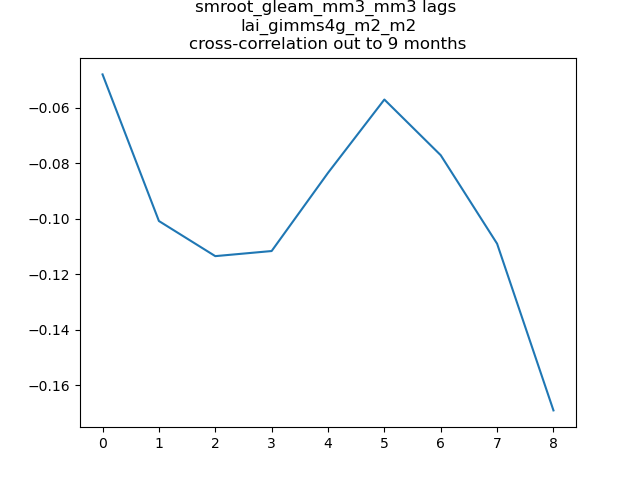 smroot_gleam_mm3_mm3 lags
lai_gimms4g_m2_m2
cross-correlation out to 9 months
−0.06
−0.08
−0.10
−0.12
−0.14
−0.16
0 1 2 3 4 5 6 7 8